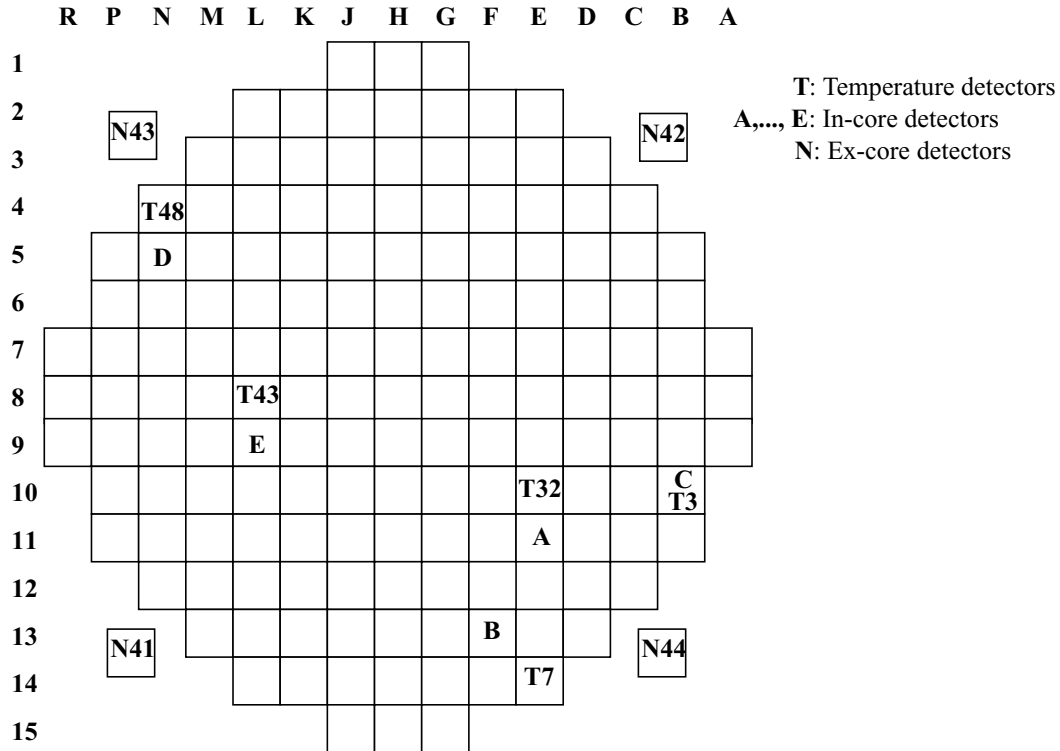 R P N M L K J H G F E D C B A
1
T: Temperature detectors
2
N43 N42
A,..., E: In-core detectors
3
N: Ex-core detectors
4 T48
5 D
6
7
8 T43
9 E
10 T32 C
T3
11 A
12
13 B
N41 N44
14 T7
15